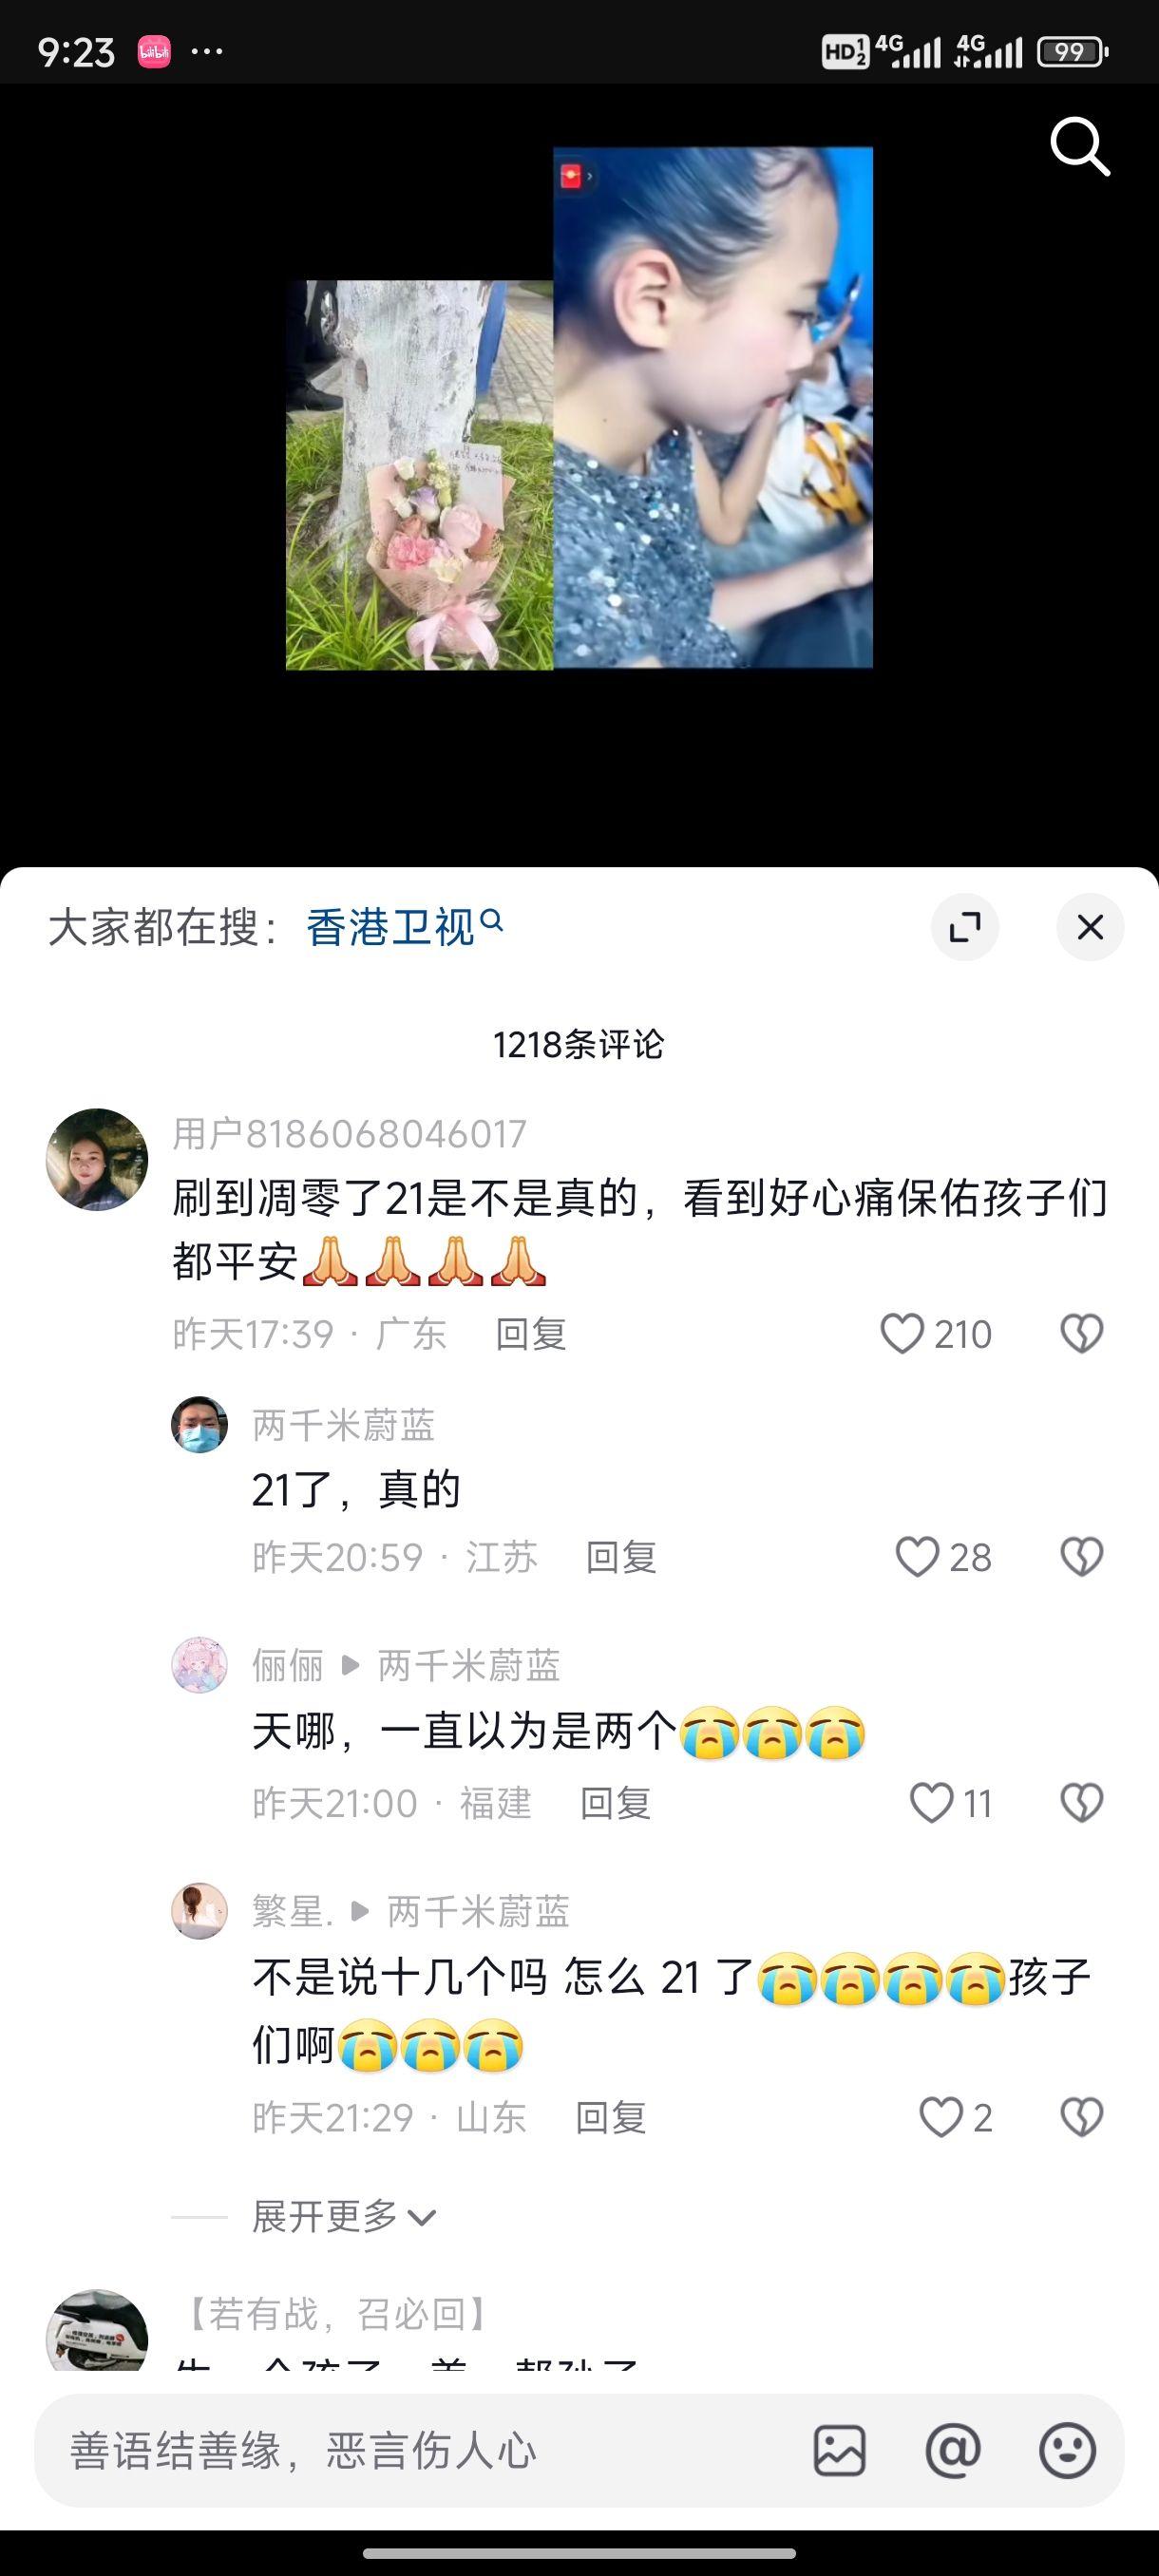 9:23
bilibili
HD 1 2 4G 4G 99
大家都在搜：香港卫视
1218条评论
用户8186068046017
刷到凋零了21是不是真的，看到好心痛保佑孩子们
都平安🙏🙏🙏🙏
昨天17:39 · 广东 回复 210
两千米蔚蓝
21了，真的
昨天20:59 · 江苏 回复 28
俪俪 ▶ 两千米蔚蓝
天哪，一直以为是两个😭😭😭
昨天21:00 · 福建 回复 11
繁星. ▶ 两千米蔚蓝
不是说十几个吗 怎么 21 了😭😭😭😭孩子
们啊😭😭😭
昨天21:29 · 山东 回复 2
展开更多
【若有战，召必回】
善语结善缘，恶言伤人心